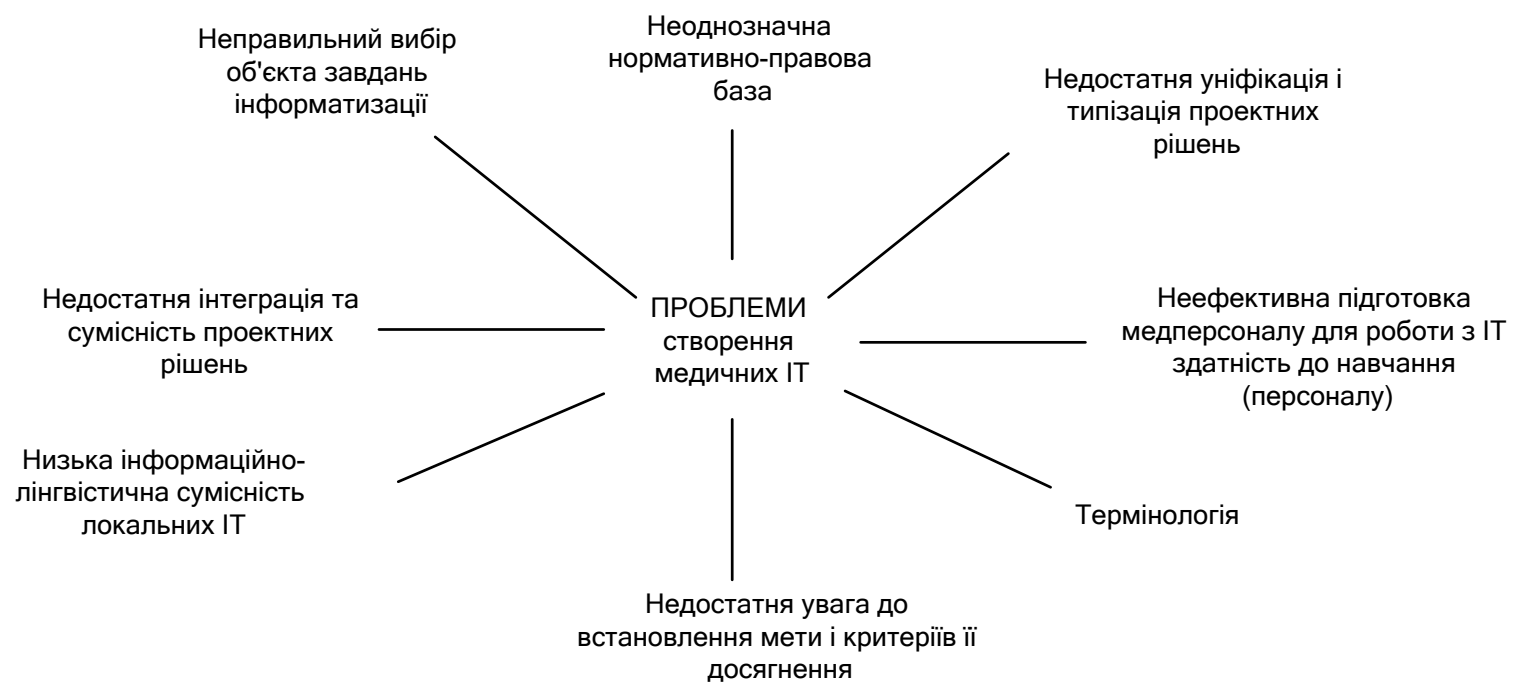 Неправильний вибір
об'єкта завдань
інформатизації
Неоднозначна
нормативно-правова
база
Недостатня уніфікація і
типізація проектних
рішень
Недостатня інтеграція та
сумісність проектних
рішень
ПРОБЛЕМИ
створення
медичних ІТ
Неефективна підготовка
медперсоналу для роботи з ІТ
здатність до навчання
(персоналу)
Низька інформаційно-
лінгвістична сумісність
локальних ІТ
Термінологія
Недостатня увага до
встановлення мети і критеріїв її
досягнення